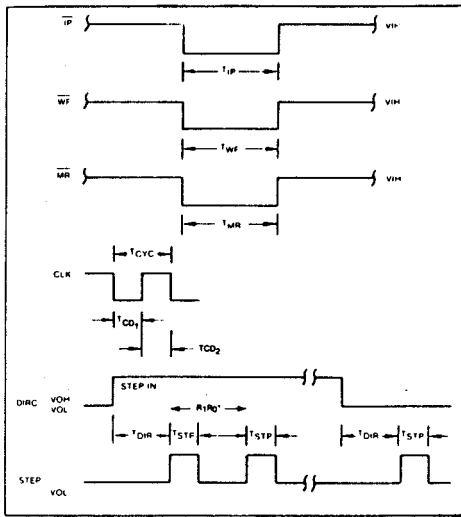 IP VIH
TIP
WF VIH
TWF
MR VIH
TMR
TCYC
CLK
TCD1
TCD2
DIRC VOH VOL STEP IN
TDIR TSTP R1R0* TSTP TDIR TSTP
STEP VOL